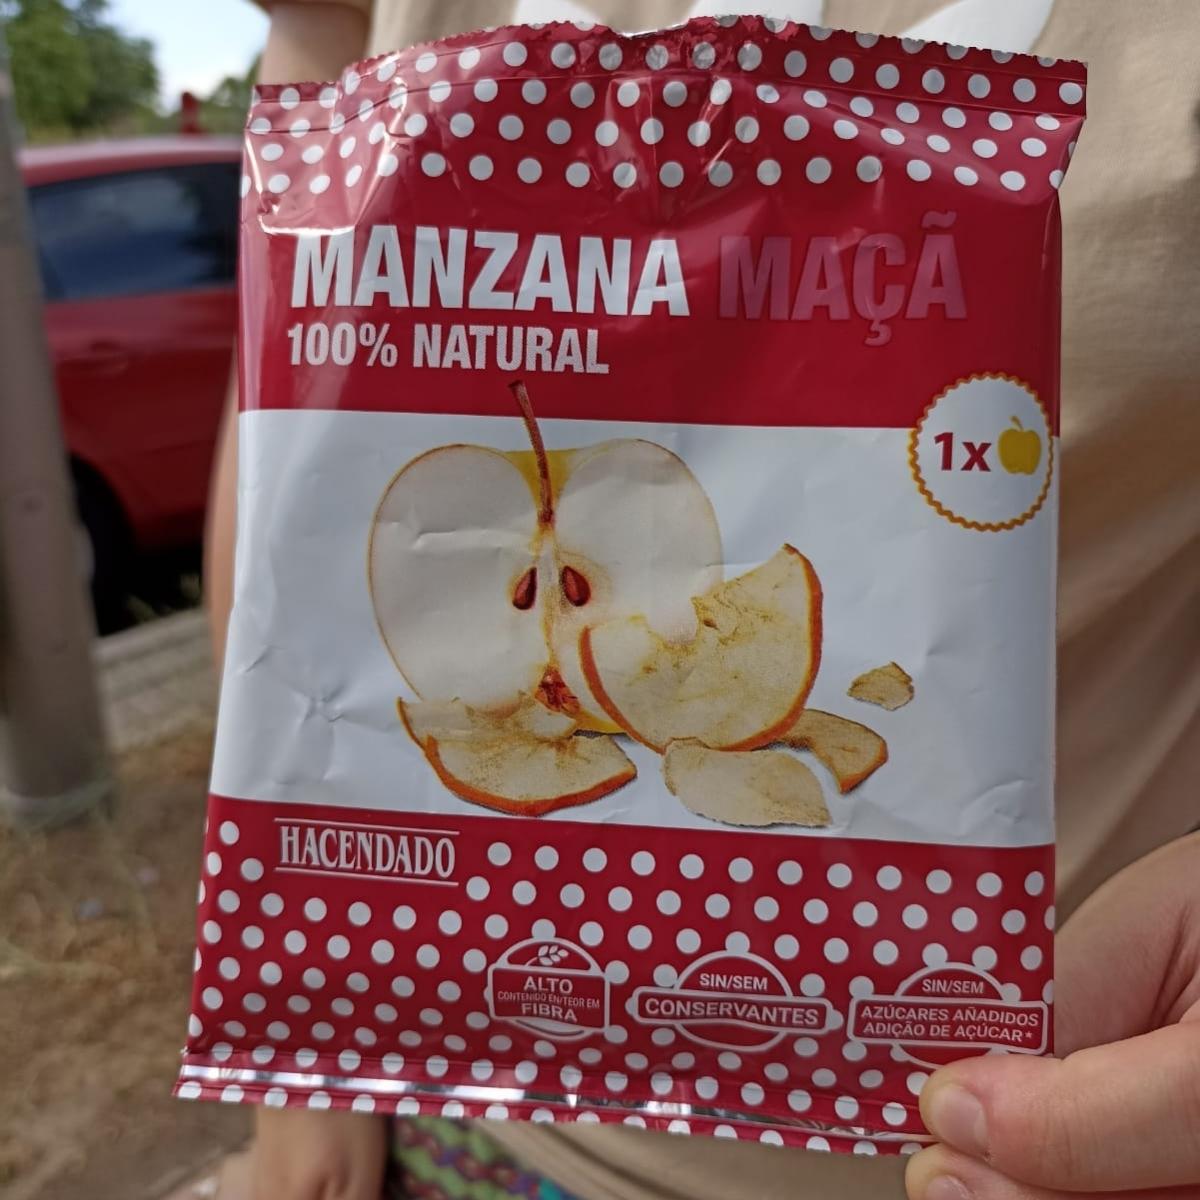 MANZANA MAÇÃ
100% NATURAL
1x
HACENDADO
ALTO
CONTENIDO EN/TEOR EM
FIBRA
SIN/SEM
CONSERVANTES
SIN/SEM
AZÚCARES AÑADIDOS
ADIÇÃO DE AÇÚCAR*